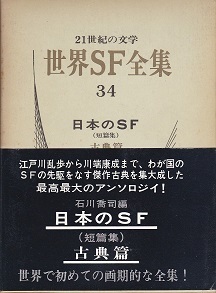 21世紀の文学
世界SF全集
34
日本のSF
(短篇集)
古典篇
江戸川乱歩から川端康成まで、わが国の
SFの先駆をなす傑作古典を集大成した
最高最大のアンソロジイ!
石川喬司編
日本のSF
(短篇集)
古典篇
世界で初めての画期的な全集!